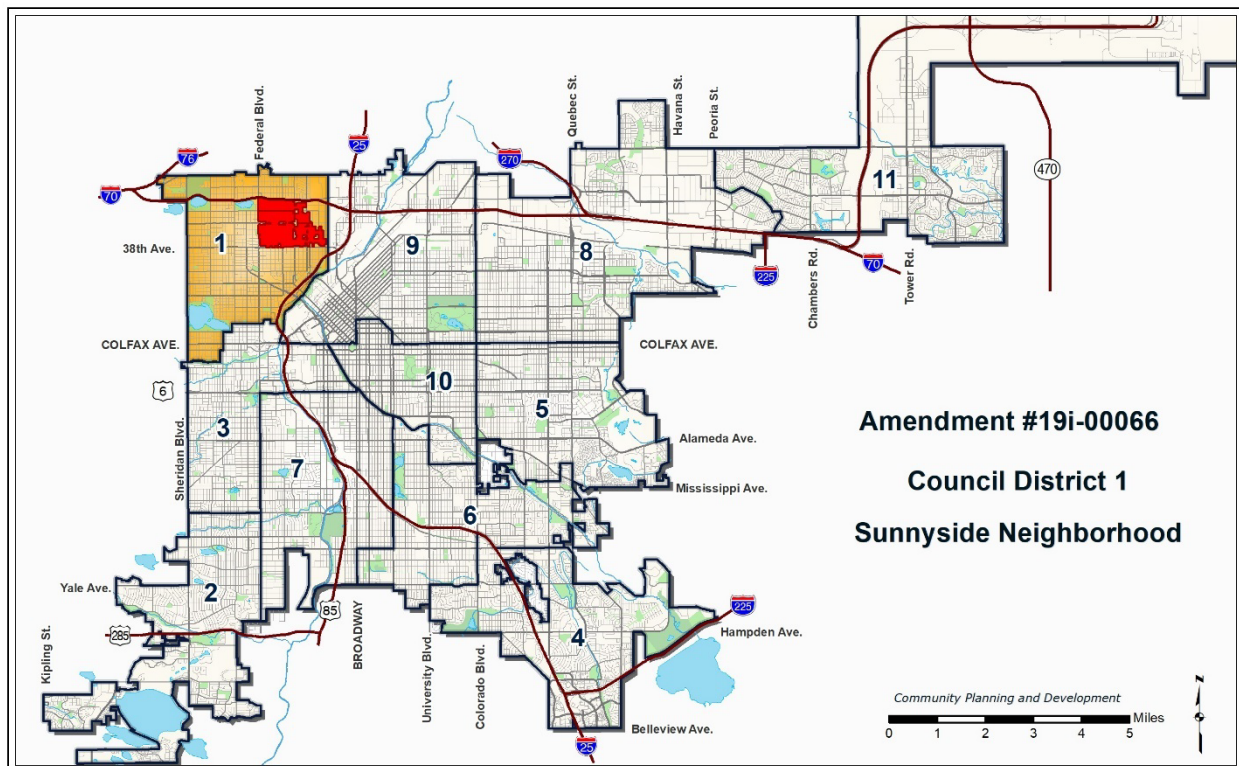 Federal Blvd.
Quebec St.
Havana St.
Peoria St.
76
25
270
70
470
11
1
9
8
38th Ave.
225
70
Chambers Rd.
Tower Rd.
COLFAX AVE.
COLFAX AVE.
6
10
5
3
Sheridan Blvd.
7
Alameda Ave.
Mississippi Ave.
6
Amendment #19i-00066
Council District 1
Sunnyside Neighborhood
Yale Ave.
2
85
285
BROADWAY
University Blvd.
Colorado Blvd.
4
225
Hampden Ave.
Kipling St.
Belleview Ave.
25
Community Planning and Development
Miles
0 1 2 3 4 5
N